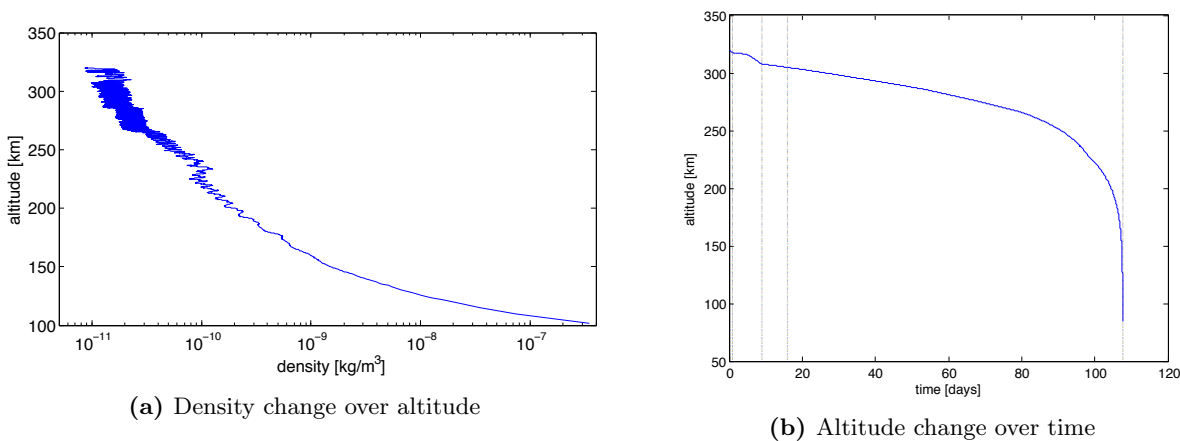 350
300
250
200
150
100
10⁻¹¹ 10⁻¹⁰ 10⁻⁹ 10⁻⁸ 10⁻⁷
altitude [km]
density [kg/m³]
(a) Density change over altitude
350
300
250
200
150
100
50
0 20 40 60 80 100 120
altitude [km]
time [days]
(b) Altitude change over time